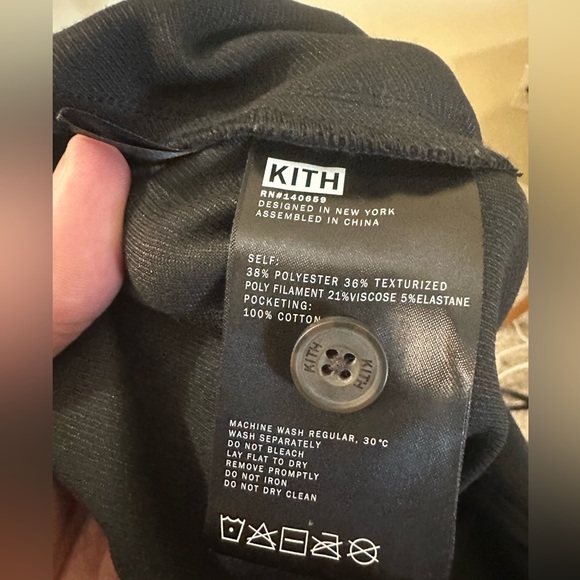 KITH
RN#140659
DESIGNED IN NEW YORK
ASSEMBLED IN CHINA
SELF:
38% POLYESTER 36% TEXTURIZED
POLY FILAMENT 21%VISCOSE 5%ELASTANE
POCKETING:
100% COTTON
KITH
KITH
MACHINE WASH REGULAR, 30°C
WASH SEPARATELY
DO NOT BLEACH
LAY FLAT TO DRY
REMOVE PROMPTLY
DO NOT IRON
DO NOT DRY CLEAN